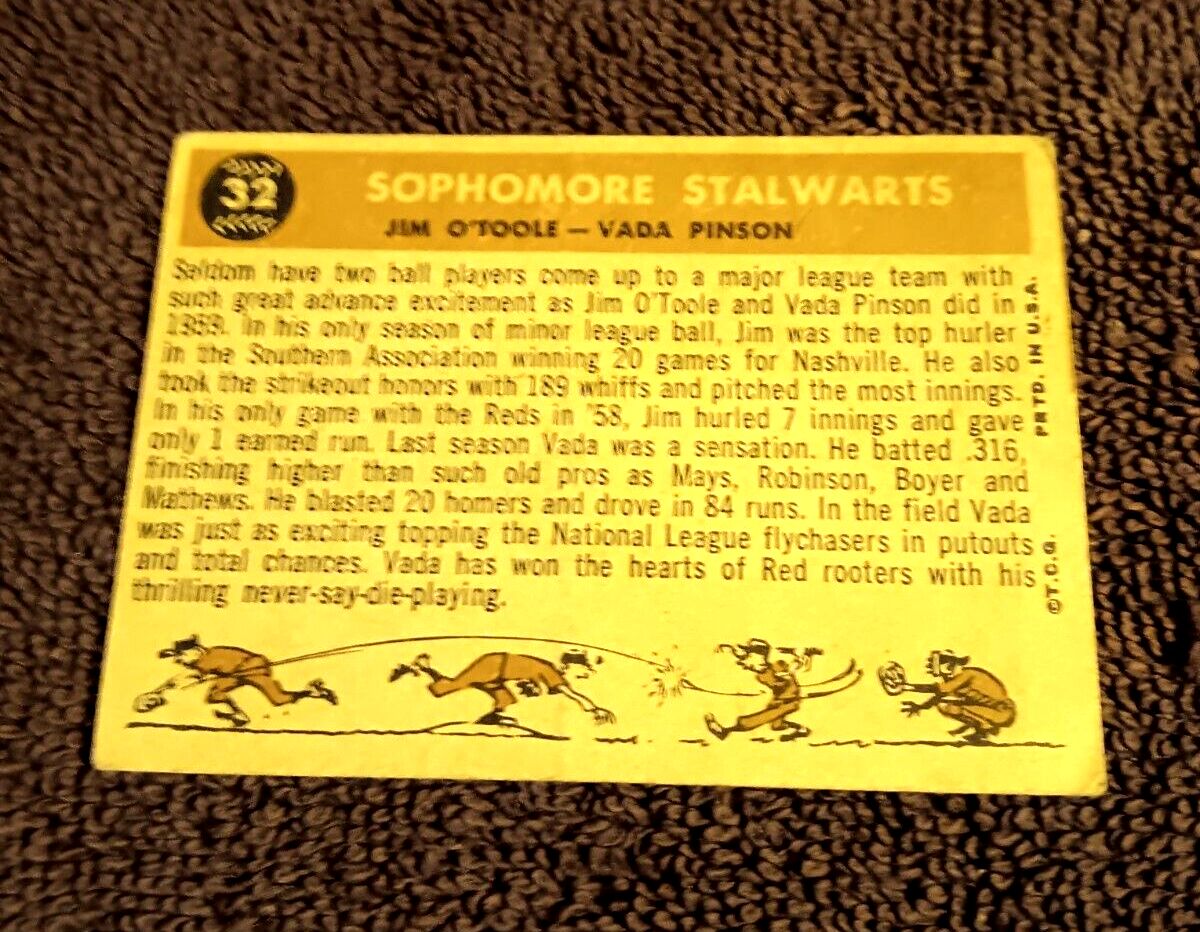 32
SOPHOMORE STALWARTS
JIM O'TOOLE — VADA PINSON
Seldom have two ball players come up to a major league team with
such great advance excitement as Jim O'Toole and Vada Pinson did in
1959. In his only season of minor league ball, Jim was the top hurler
in the Southern Association winning 20 games for Nashville. He also
took the strikeout honors with 189 whiffs and pitched the most innings.
In his only game with the Reds in '58, Jim hurled 7 innings and gave
only 1 earned run. Last season Vada was a sensation. He batted .316,
finishing higher than such old pros as Mays, Robinson, Boyer and
Mathews. He blasted 20 homers and drove in 84 runs. In the field Vada
was just as exciting topping the National League flychasers in putouts
and total chances. Vada has won the hearts of Red rooters with his
thrilling never-say-die-playing.
©T.C.G. PRTD. IN U.S.A.